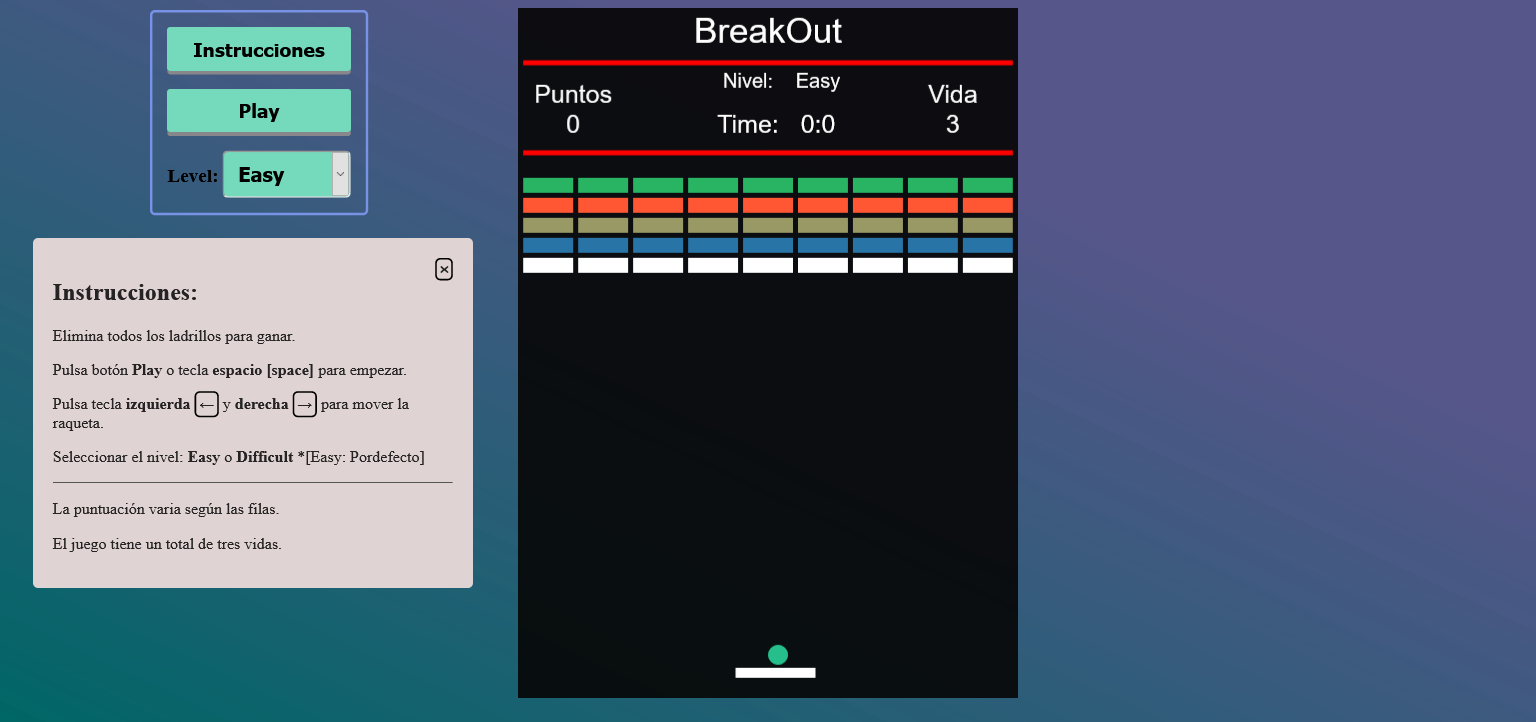 Instrucciones
Play
Level: Easy
×
Instrucciones:
Elimina todos los ladrillos para ganar.
Pulsa botón Play o tecla espacio [space] para empezar.
Pulsa tecla izquierda ← y derecha → para mover la
raqueta.
Seleccionar el nivel: Easy o Difficult *[Easy: Pordefecto]
La puntuación varia según las filas.
El juego tiene un total de tres vidas.
BreakOut
Puntos
0
Nivel: Easy
Time: 0:0
Vida
3